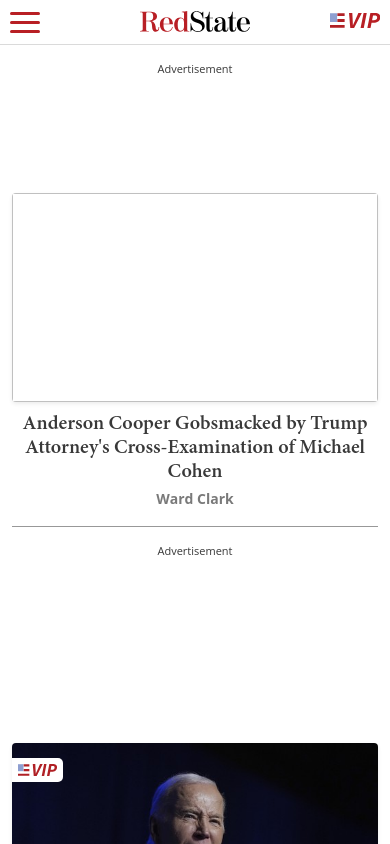 RedState
VIP
Advertisement
Anderson Cooper Gobsmacked by Trump
Attorney's Cross-Examination of Michael
Cohen
Ward Clark
Advertisement
VIP